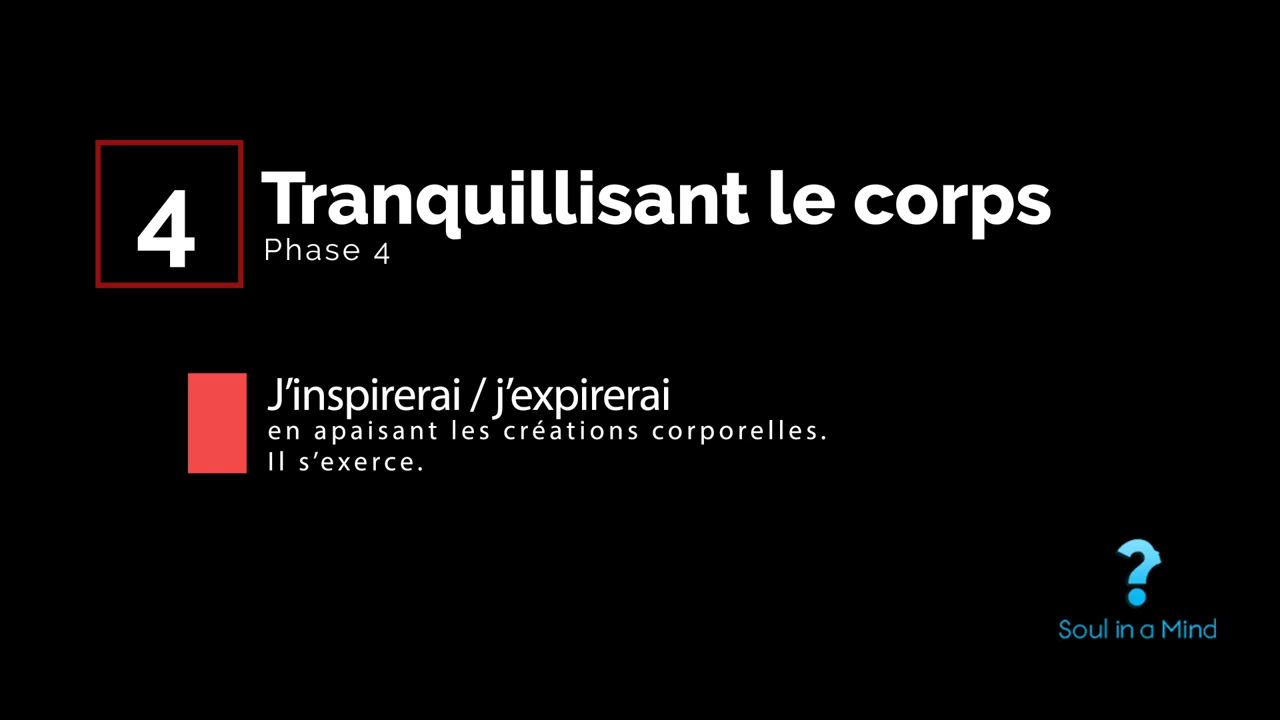 4
Tranquillisant le corps
Phase 4
J’inspirerai / j’expirerai
en apaisant les créations corporelles.
Il s’exerce.
?
Soul in a Mind